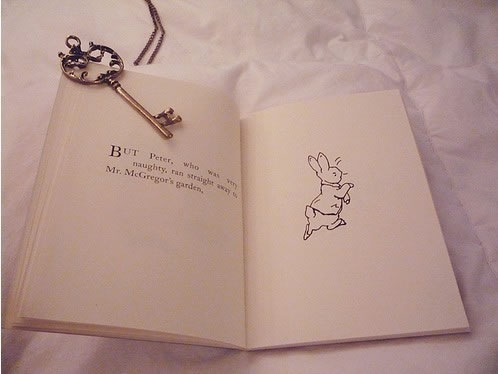 BUT Peter, who was very
naughty, ran straight away to
Mr. McGregor's garden,